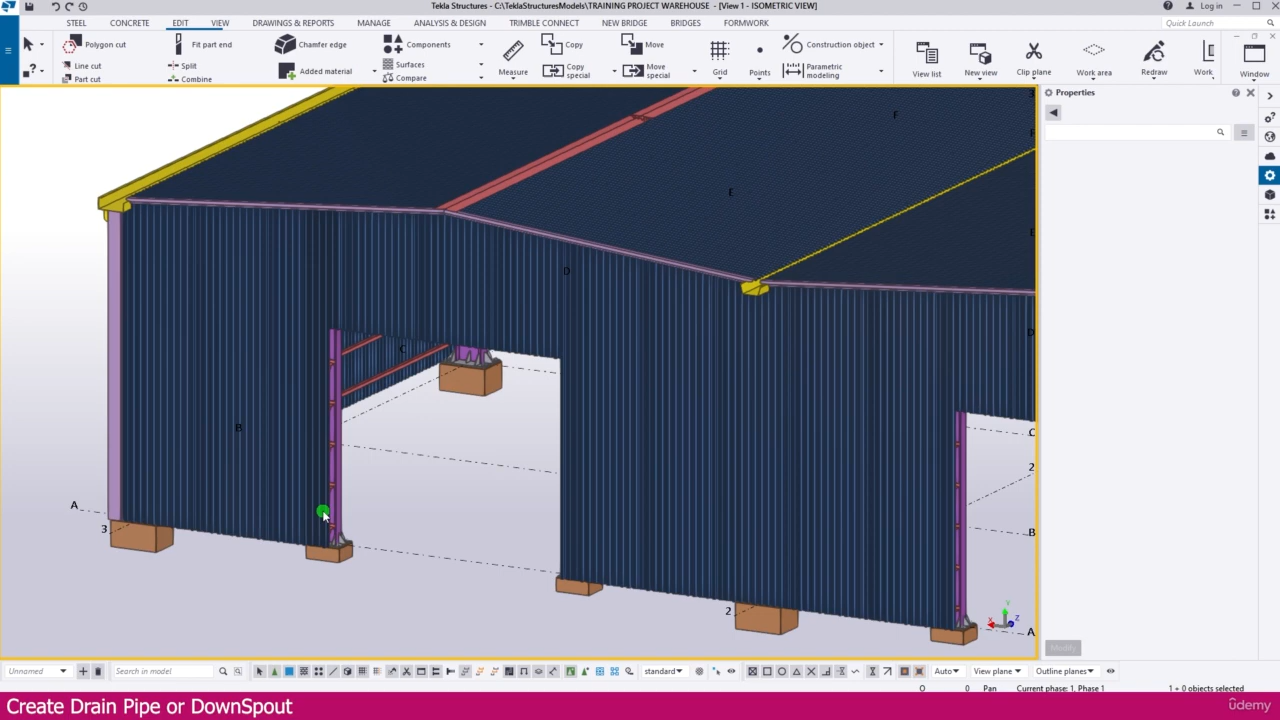 Tekla Structures - C:\TeklaStructuresModels\TRAINING PROJECT WAREHOUSE - [View 1 - ISOMETRIC VIEW]
Log in
STEEL CONCRETE EDIT VIEW DRAWINGS & REPORTS MANAGE ANALYSIS & DESIGN TRIMBLE CONNECT NEW BRIDGE BRIDGES FORMWORK
Quick Launch
Polygon cut
Line cut
Part cut
Fit part end
Split
Combine
Chamfer edge
Added material
Components
Surfaces
Compare
Measure
Copy
Copy special
Move
Move special
Grid
Points
Construction object
Parametric modeling
View list
New view
Clip plane
Work area
Redraw
Work
Window
Properties
F
E
E
D
D
C
B
C
2
B
A
3
2
A
Y
X
Z
Modify
Unnamed
Search in model
standard
Auto
View plane
Outline planes
O 0 Pan Current phase: 1, Phase 1 1 + 0 objects selected
Create Drain Pipe or DownSpout
ûdemy